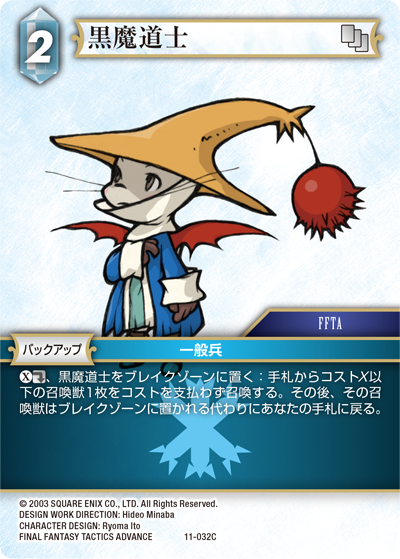 2
黒魔道士
FFTA
バックアップ
一般兵
X、黒魔道士をブレイクゾーンに置く：手札からコストX以
下の召喚獣1枚をコストを支払わず召喚する。その後、その召
喚獣はブレイクゾーンに置かれる代わりにあなたの手札に戻る。
© 2003 SQUARE ENIX CO., LTD. All Rights Reserved.
DESIGN WORK DIRECTION: Hideo Minaba
CHARACTER DESIGN: Ryoma Ito
FINAL FANTASY TACTICS ADVANCE 11-032C